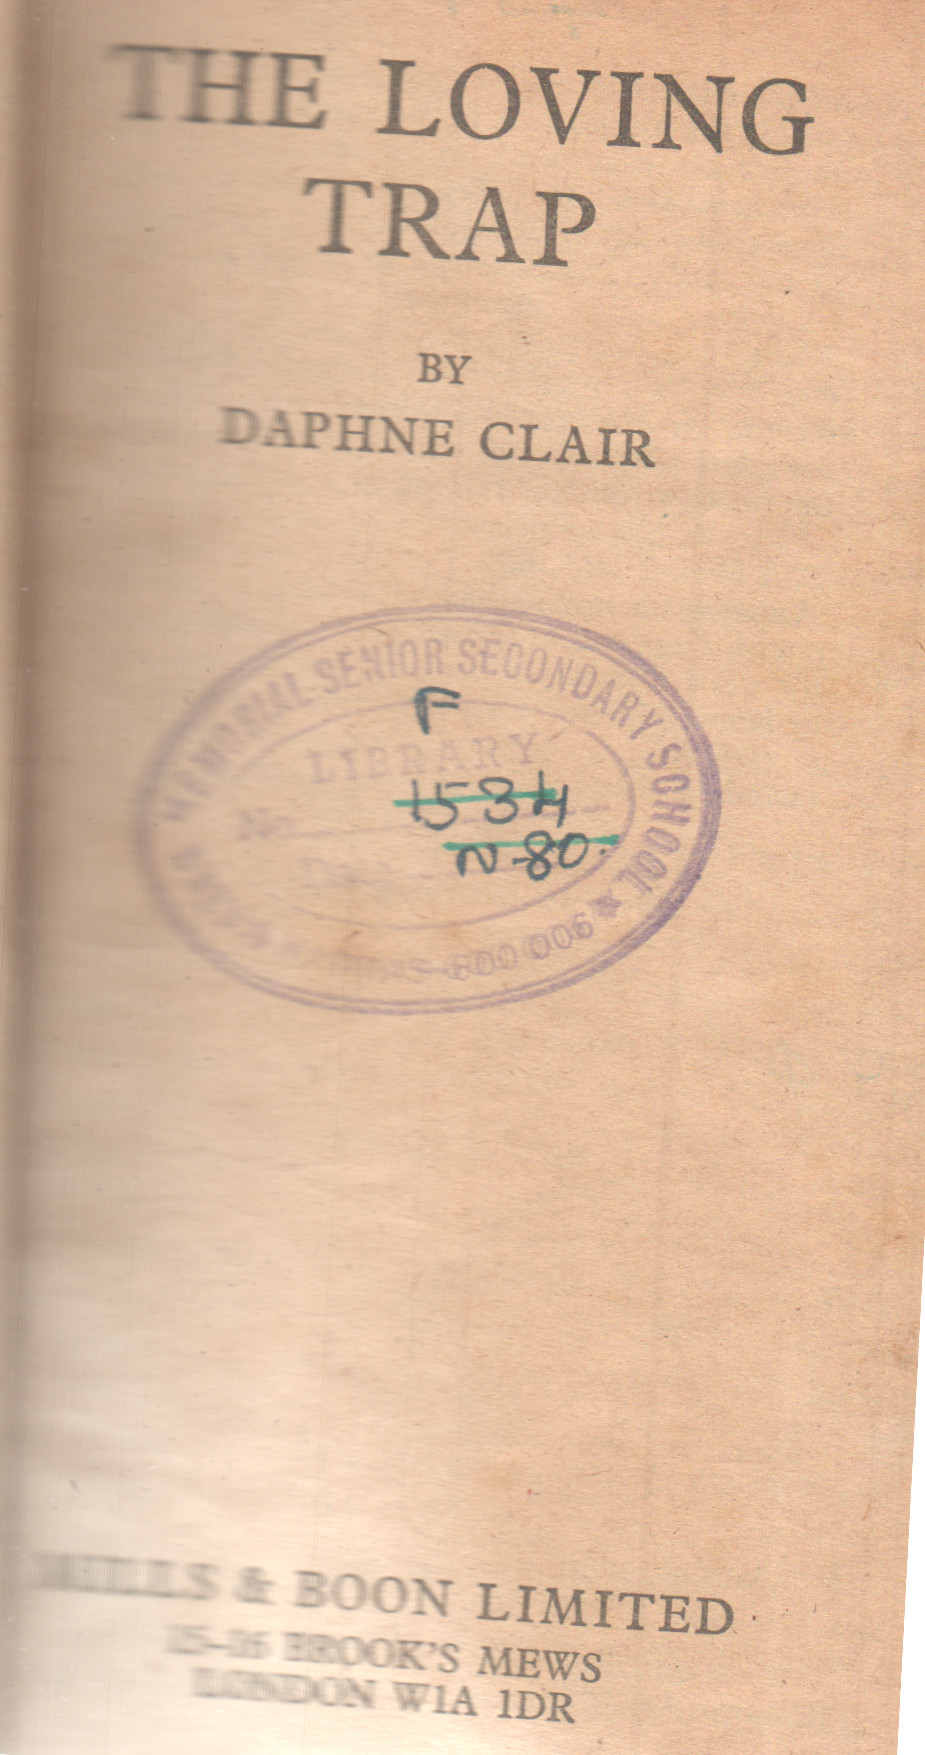 THE LOVING
TRAP
BY
DAPHNE CLAIR
MEMORIAL SENIOR SECONDARY SCHOOL
600 006
LIBRARY
No
F
1534
N-80.
MILLS & BOON LIMITED
15–16 BROOK'S MEWS
LONDON W1A 1DR